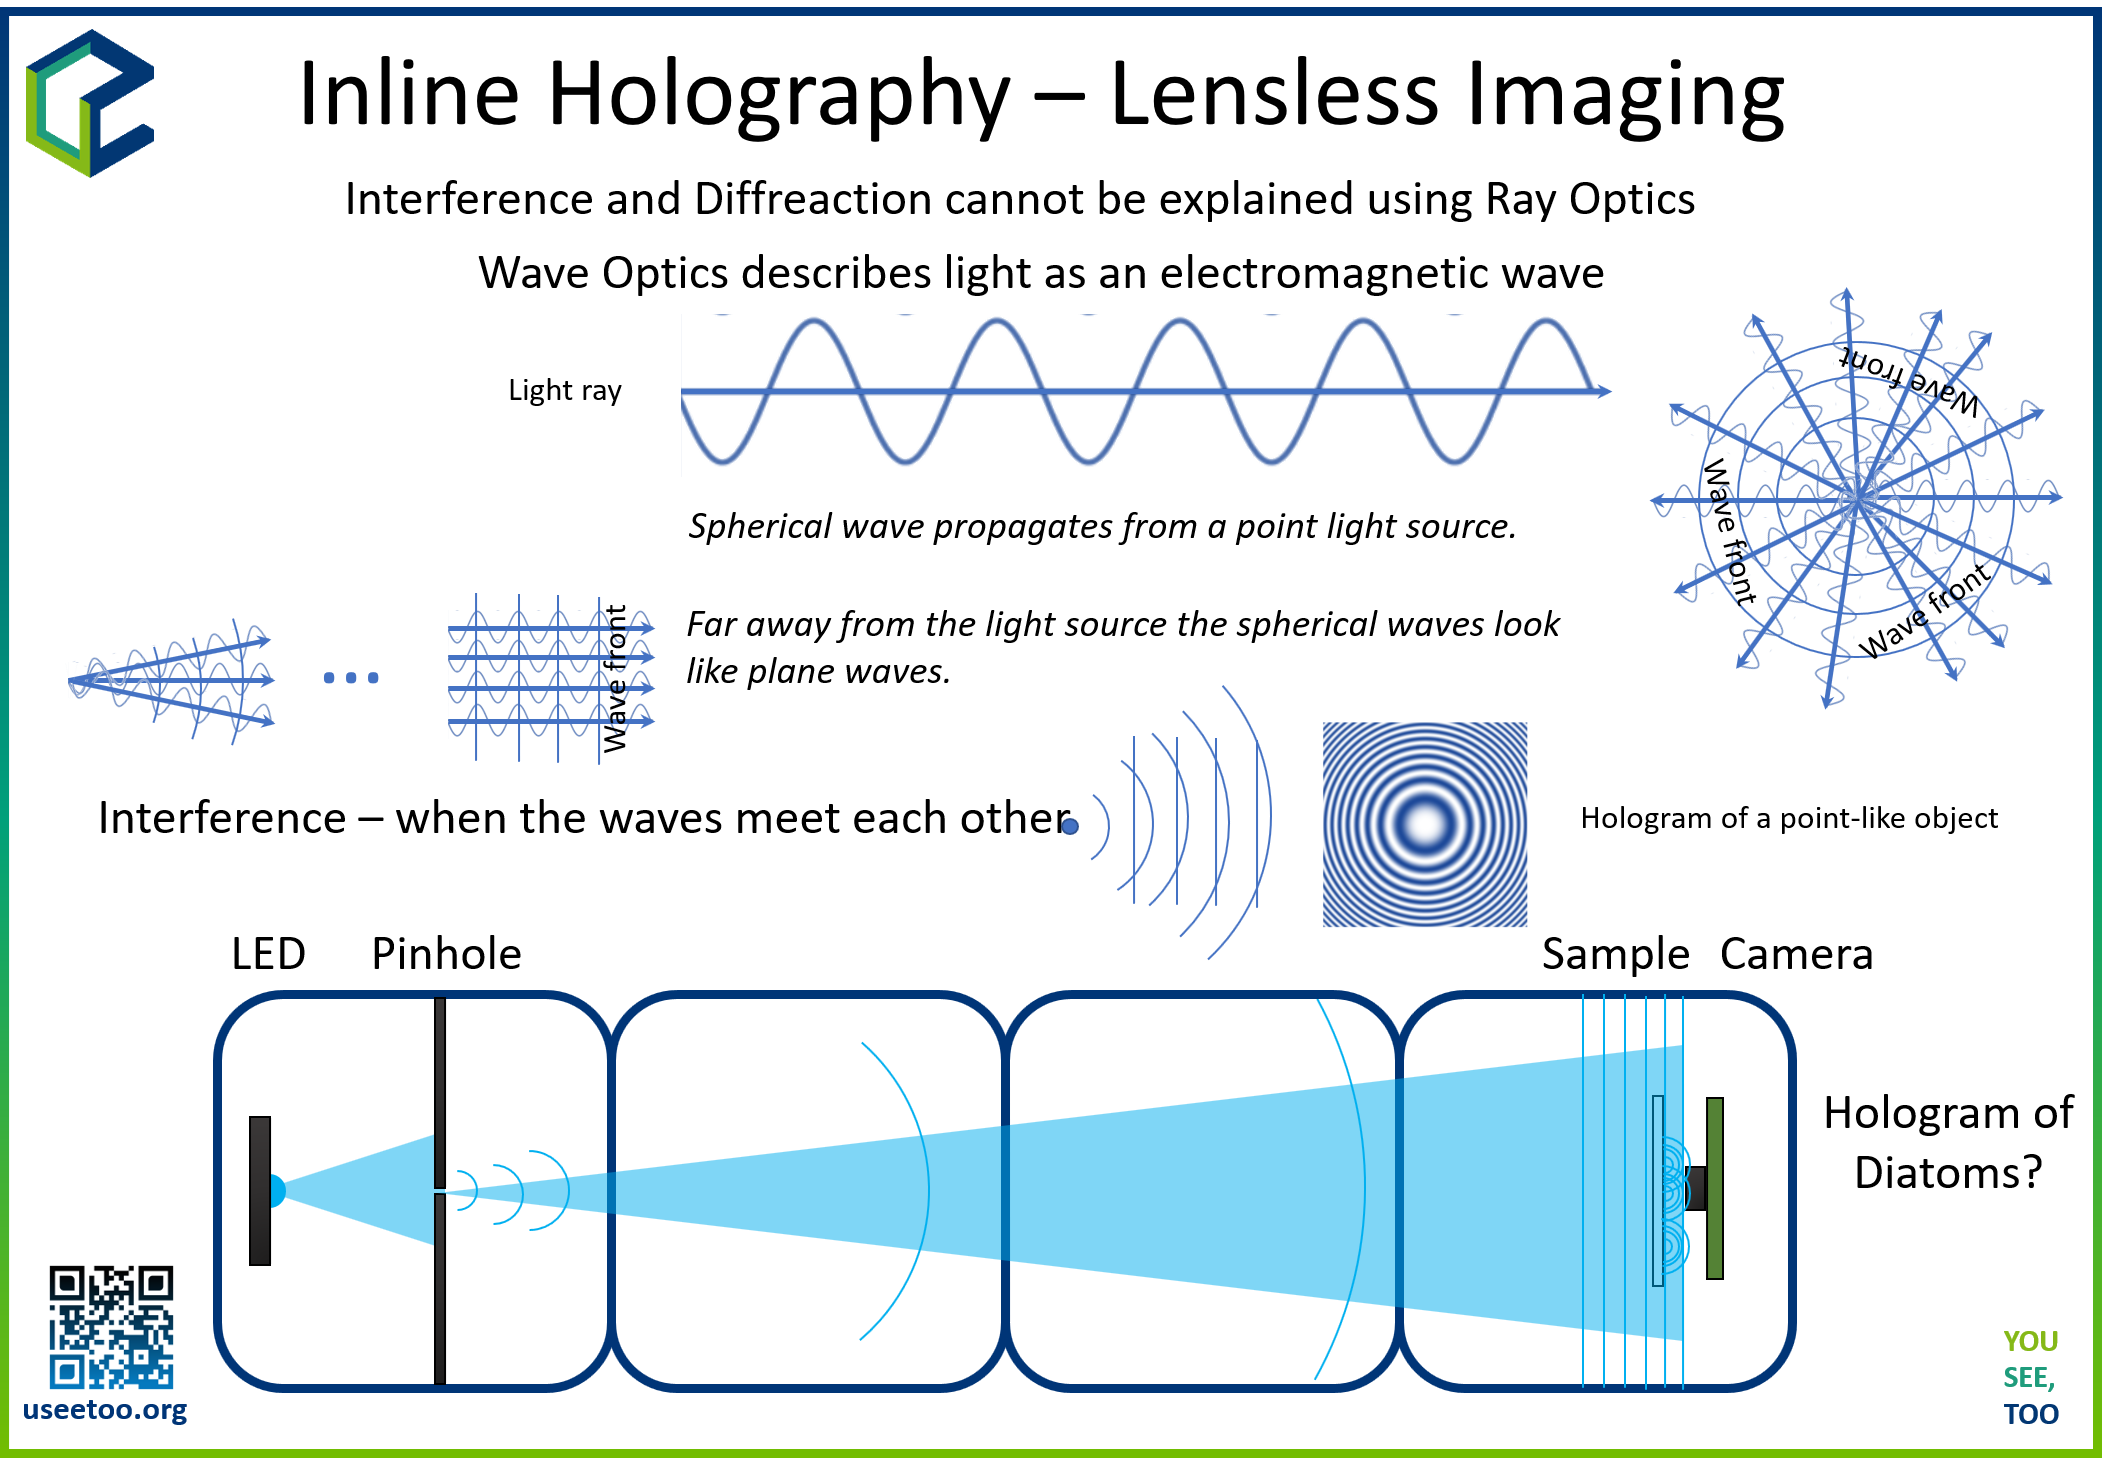 Inline Holography – Lensless Imaging
Interference and Diffreaction cannot be explained using Ray Optics
Wave Optics describes light as an electromagnetic wave
Light ray
Wave front
Wave front
Wave front
Spherical wave propagates from a point light source.
Far away from the light source the spherical waves look
like plane waves.
Wave front
Interference – when the waves meet each other.
Hologram of a point-like object
LED
Pinhole
Sample
Camera
Hologram of
Diatoms?
useetoo.org
YOU
SEE,
TOO